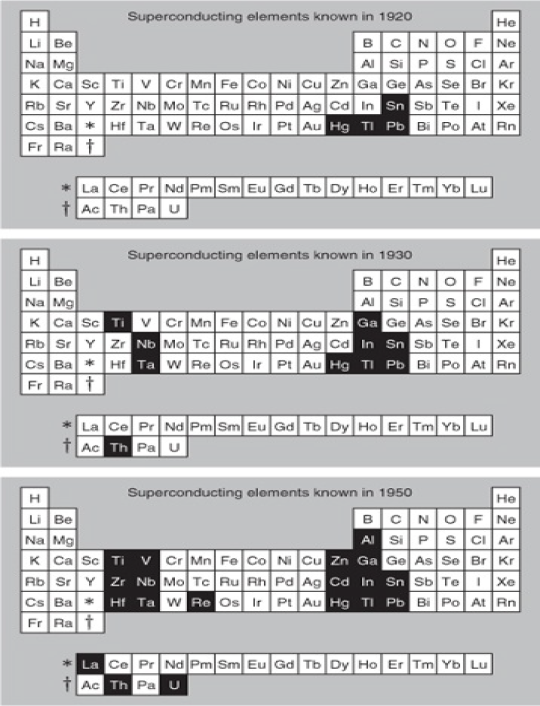 Superconducting elements known in 1920
H He
Li Be B C N O F Ne
Na Mg Al Si P S Cl Ar
K Ca Sc Ti V Cr Mn Fe Co Ni Cu Zn Ga Ge As Se Br Kr
Rb Sr Y Zr Nb Mo Tc Ru Rh Pd Ag Cd In Sn Sb Te I Xe
Cs Ba * Hf Ta W Re Os Ir Pt Au Hg Tl Pb Bi Po At Rn
Fr Ra †
* La Ce Pr Nd Pm Sm Eu Gd Tb Dy Ho Er Tm Yb Lu
† Ac Th Pa U
Superconducting elements known in 1930
H He
Li Be B C N O F Ne
Na Mg Al Si P S Cl Ar
K Ca Sc Ti V Cr Mn Fe Co Ni Cu Zn Ga Ge As Se Br Kr
Rb Sr Y Zr Nb Mo Tc Ru Rh Pd Ag Cd In Sn Sb Te I Xe
Cs Ba * Hf Ta W Re Os Ir Pt Au Hg Tl Pb Bi Po At Rn
Fr Ra †
* La Ce Pr Nd Pm Sm Eu Gd Tb Dy Ho Er Tm Yb Lu
† Ac Th Pa U
Superconducting elements known in 1950
H He
Li Be B C N O F Ne
Na Mg Al Si P S Cl Ar
K Ca Sc Ti V Cr Mn Fe Co Ni Cu Zn Ga Ge As Se Br Kr
Rb Sr Y Zr Nb Mo Tc Ru Rh Pd Ag Cd In Sn Sb Te I Xe
Cs Ba * Hf Ta W Re Os Ir Pt Au Hg Tl Pb Bi Po At Rn
Fr Ra †
* La Ce Pr Nd Pm Sm Eu Gd Tb Dy Ho Er Tm Yb Lu
† Ac Th Pa U